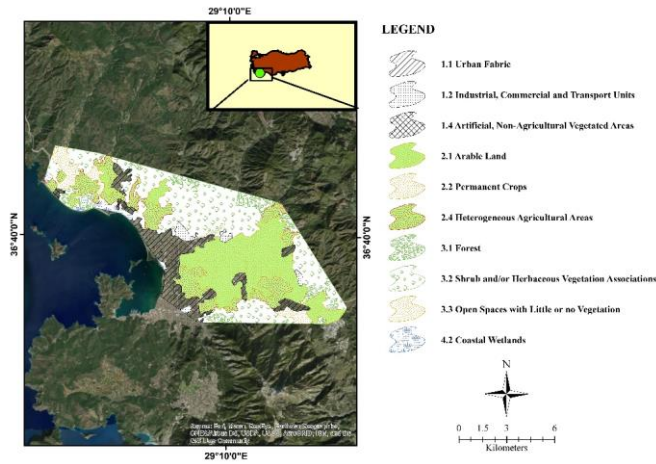 29°10'0"E
LEGEND
1.1 Urban Fabric
1.2 Industrial, Commercial and Transport Units
1.4 Artificial, Non-Agricultural Vegetated Areas
2.1 Arable Land
2.2 Permanent Crops
2.4 Heterogeneous Agricultural Areas
3.1 Forest
3.2 Shrub and/or Herbaceous Vegetation Associations
3.3 Open Spaces with Little or no Vegetation
4.2 Coastal Wetlands
36°40'0"N
36°40'0"N
N
0 1.5 3 6
Kilometers
29°10'0"E